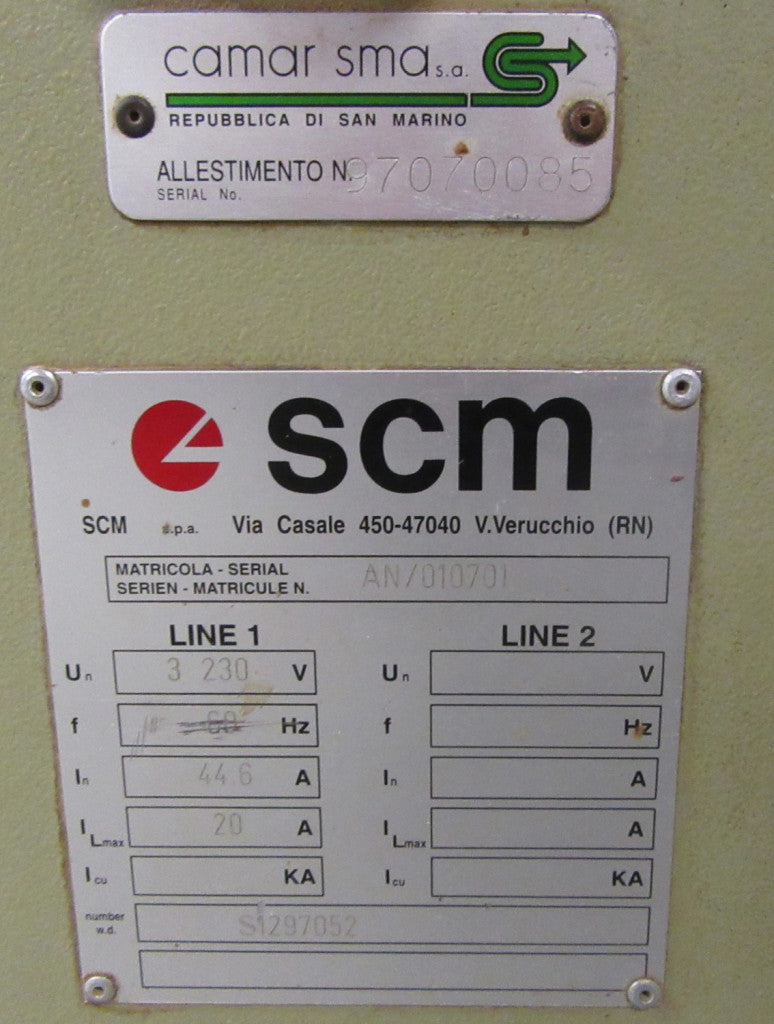 camar sma s.a.
REPUBBLICA DI SAN MARINO
ALLESTIMENTO N. 97070085
SERIAL No.
scm
SCM s.p.a. Via Casale 450-47040 V.Verucchio (RN)
MATRICOLA - SERIAL
SERIEN - MATRICULE N. AN/010701
LINE 1 LINE 2
Un 3 230 V Un V
f 60 Hz f Hz
In 44.6 A In A
ILmax 20 A ILmax A
Icu KA Icu KA
number
w.d. S1297052